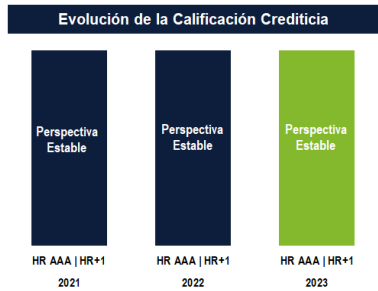 Evolución de la Calificación Crediticia
Perspectiva
Estable
Perspectiva
Estable
Perspectiva
Estable
HR AAA | HR+1
HR AAA | HR+1
HR AAA | HR+1
2021
2022
2023